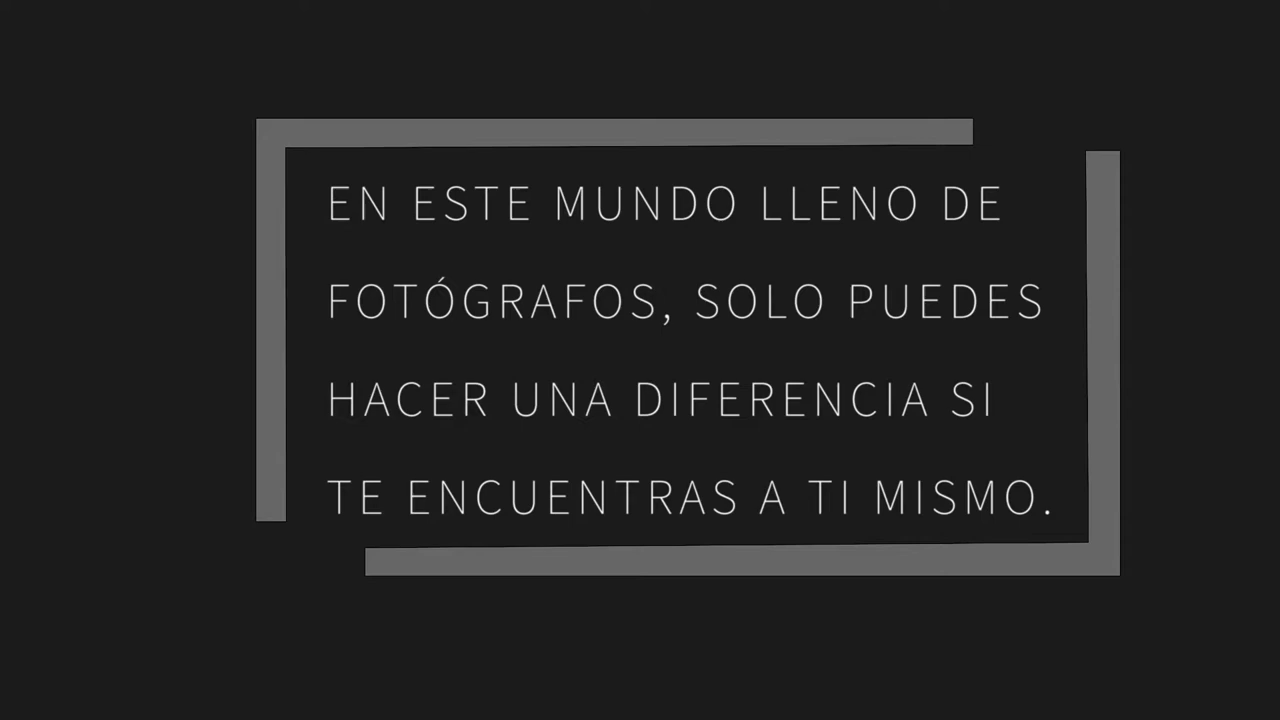 EN ESTE MUNDO LLENO DE
FOTÓGRAFOS, SOLO PUEDES
HACER UNA DIFERENCIA SI
TE ENCUENTRAS A TI MISMO.